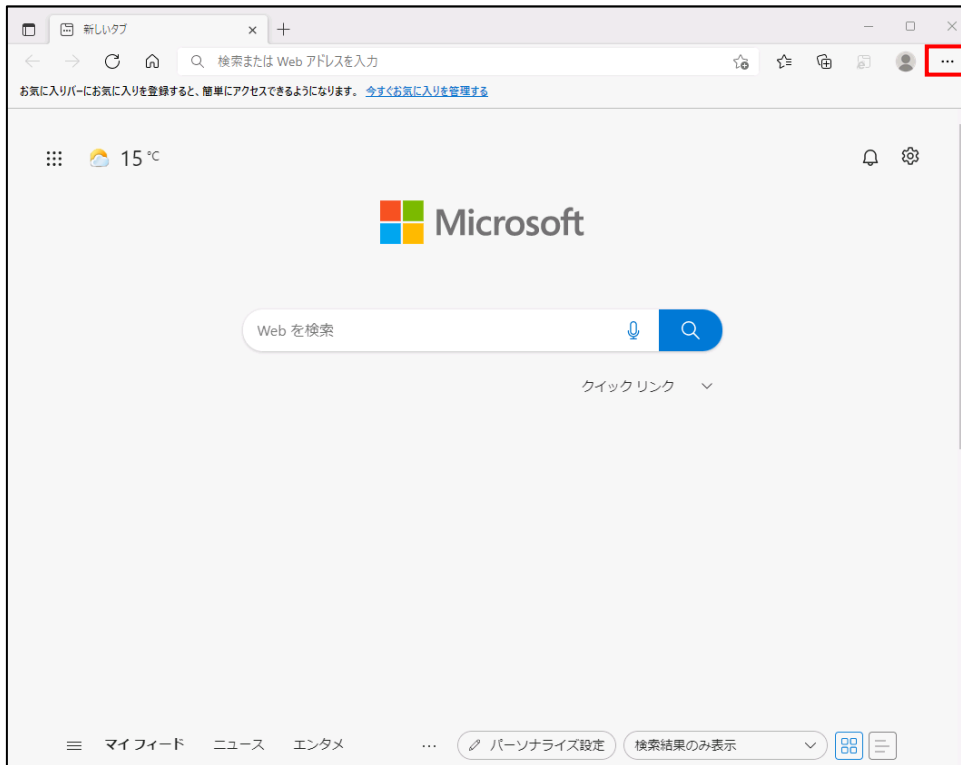 新しいタブ
検索または Web アドレスを入力
お気に入りバーにお気に入りを登録すると、簡単にアクセスできるようになります。 今すぐお気に入りを管理する
15 °C
Microsoft
Web を検索
クイック リンク
マイ フィード ニュース エンタメ ... パーソナライズ設定 検索結果のみ表示